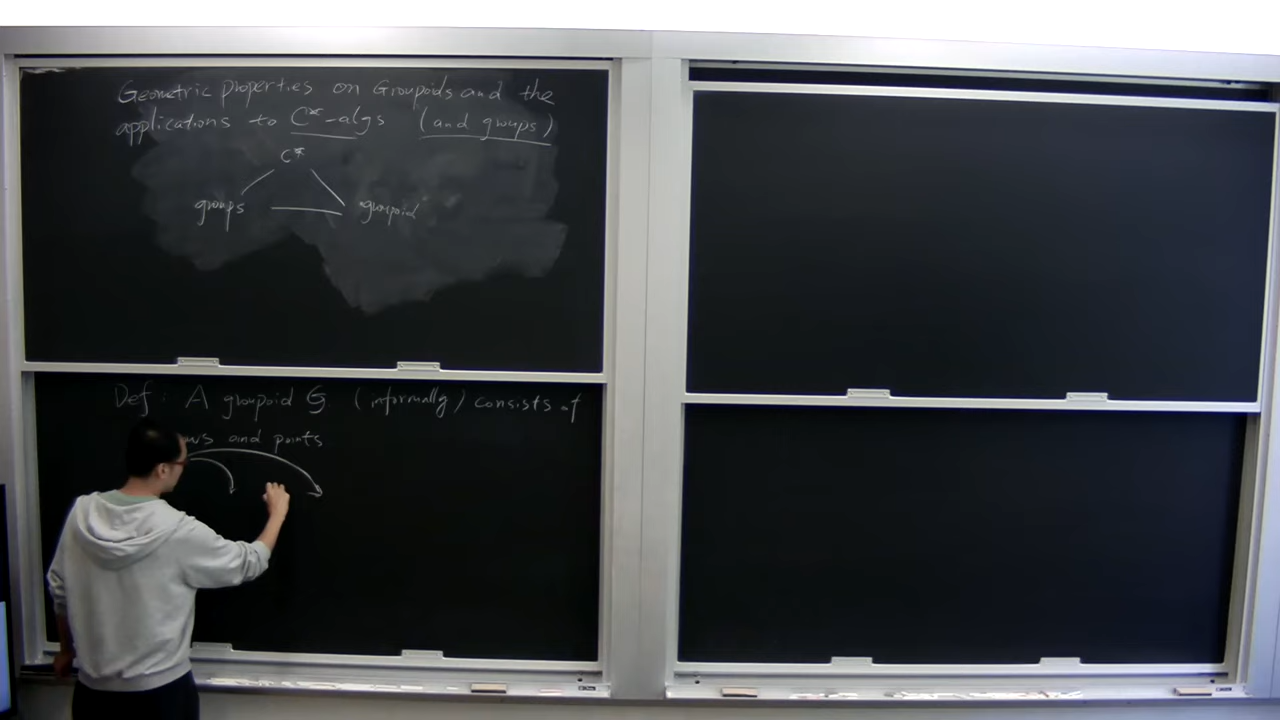 Geometric properties on Groupoids and the
applications to C*-algs (and groups)
C*
groups groupoid
Def: A groupoid G (informally) consists of
and points